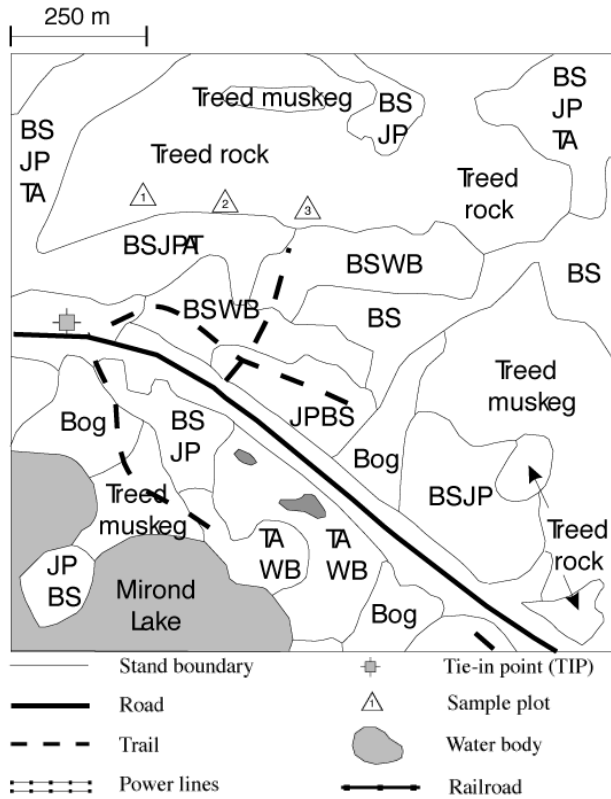 250 m
Treed muskeg
BS
JP
BS
JP
TA
BS
JP
TA
Treed rock
Treed
rock
1
2
3
BSJPAT
BSWB
BS
BSWB
BS
Treed
muskeg
JPBS
Bog
BS
JP
Bog
BSJP
Treed
muskeg
Treed
rock
TA
WB
TA
WB
JP
BS
Mirond
Lake
Bog
Stand boundary
Tie-in point (TIP)
Road
1
Sample plot
Trail
Water body
Power lines
Railroad